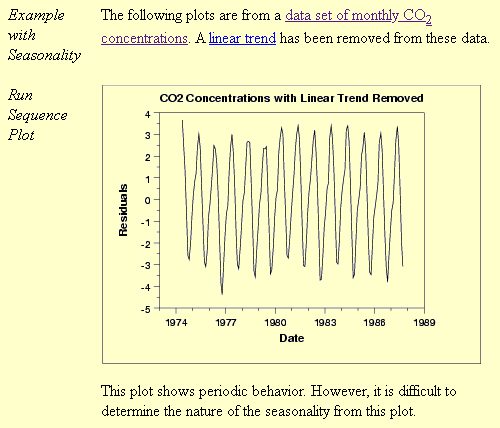 Example
with
Seasonality
The following plots are from a data set of monthly CO2
concentrations. A linear trend has been removed from these data.
Run
Sequence
Plot
CO2 Concentrations with Linear Trend Removed
Residuals
4
3
2
1
0
-1
-2
-3
-4
-5
1974 1977 1980 1983 1986 1989
Date
This plot shows periodic behavior. However, it is difficult to
determine the nature of the seasonality from this plot.